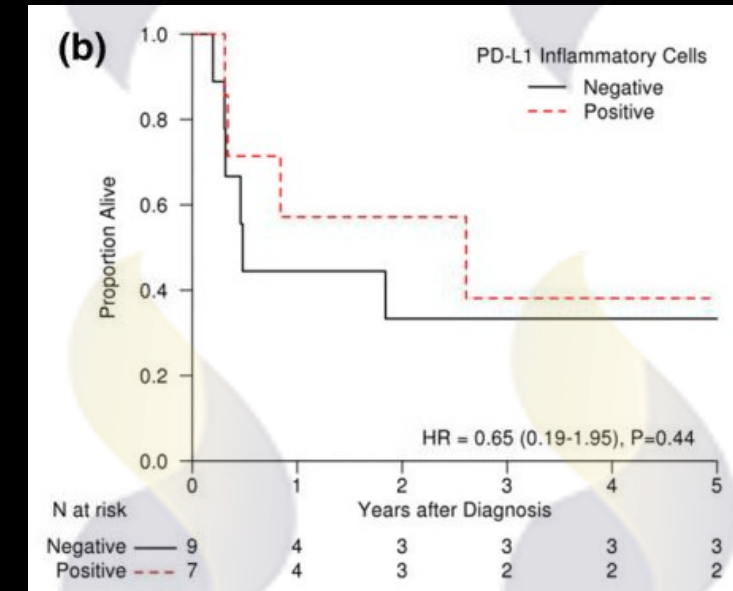 (b)
PD-L1 Inflammatory Cells
Negative
Positive
Proportion Alive
1.0
0.8
0.6
0.4
0.2
0.0
HR = 0.65 (0.19-1.95), P=0.44
0 1 2 3 4 5
N at risk Years after Diagnosis
Negative 9 4 3 3 3 3
Positive 7 4 3 2 2 2